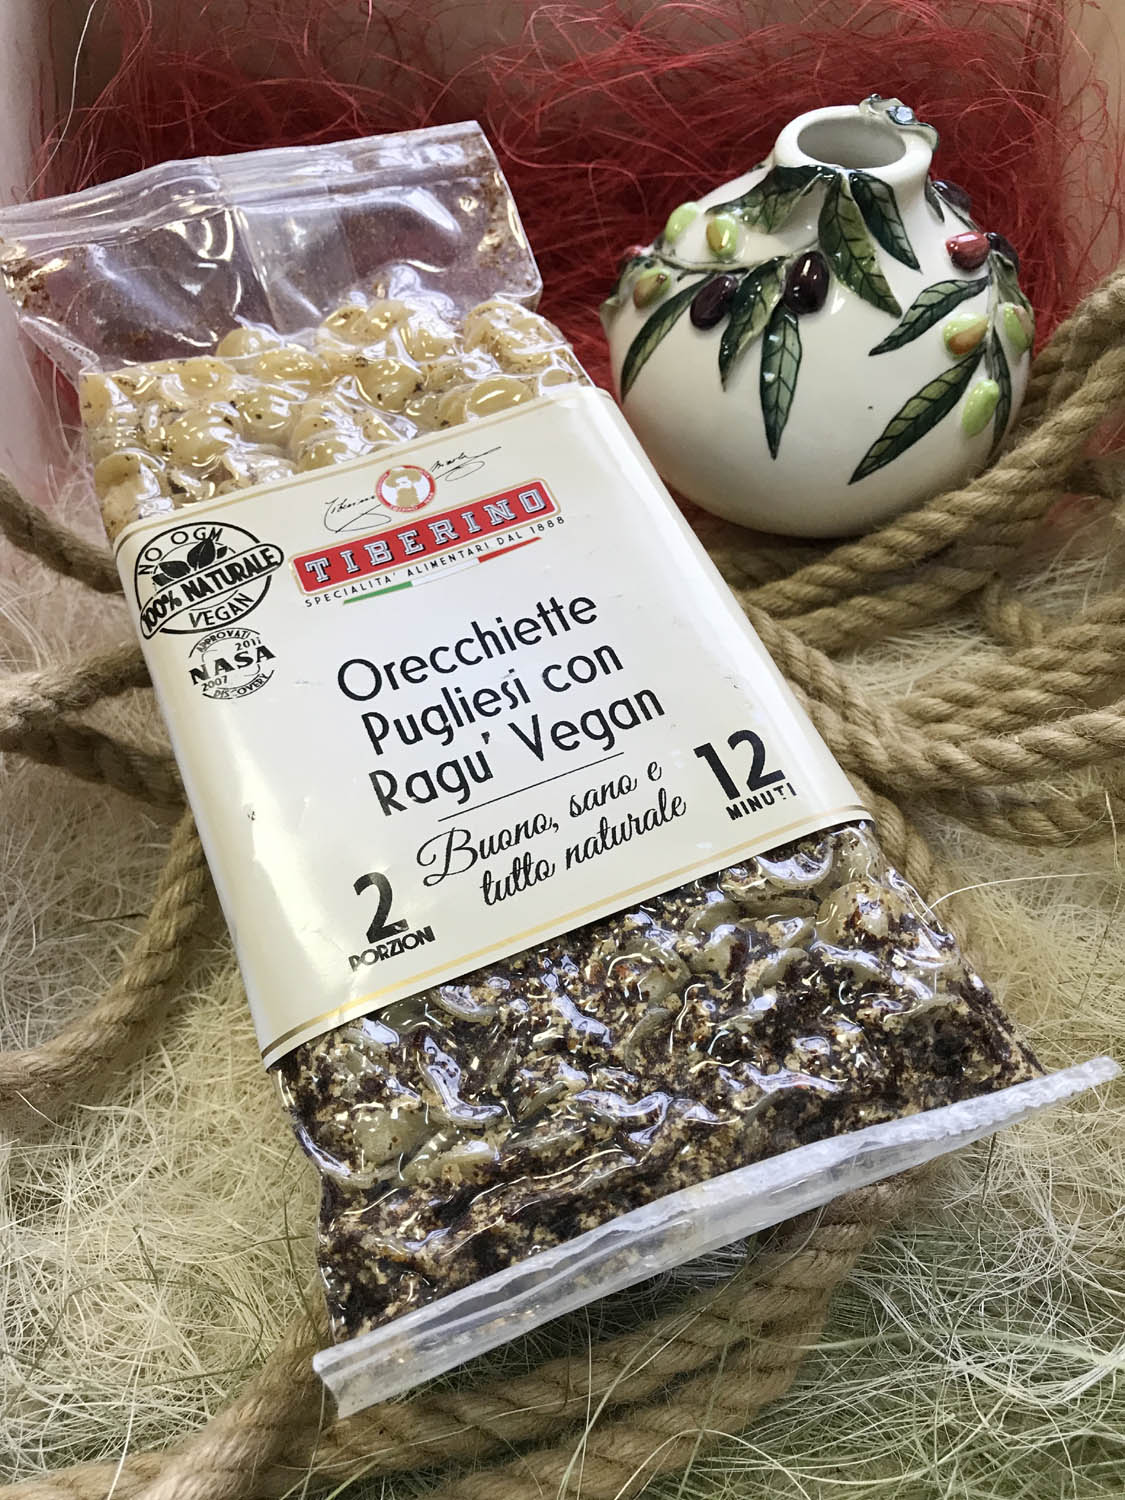 TIBERINO
SPECIALITA' ALIMENTARI DAL 1888
NO OGM
100% NATURALE
VEGAN
APPROVATI
2011
NASA
2007
DISCOVERY
Orecchiette
Pugliesi con
Ragu' Vegan
Buono, sano e
tutto naturale
12
MINUTI
2
PORZIONI